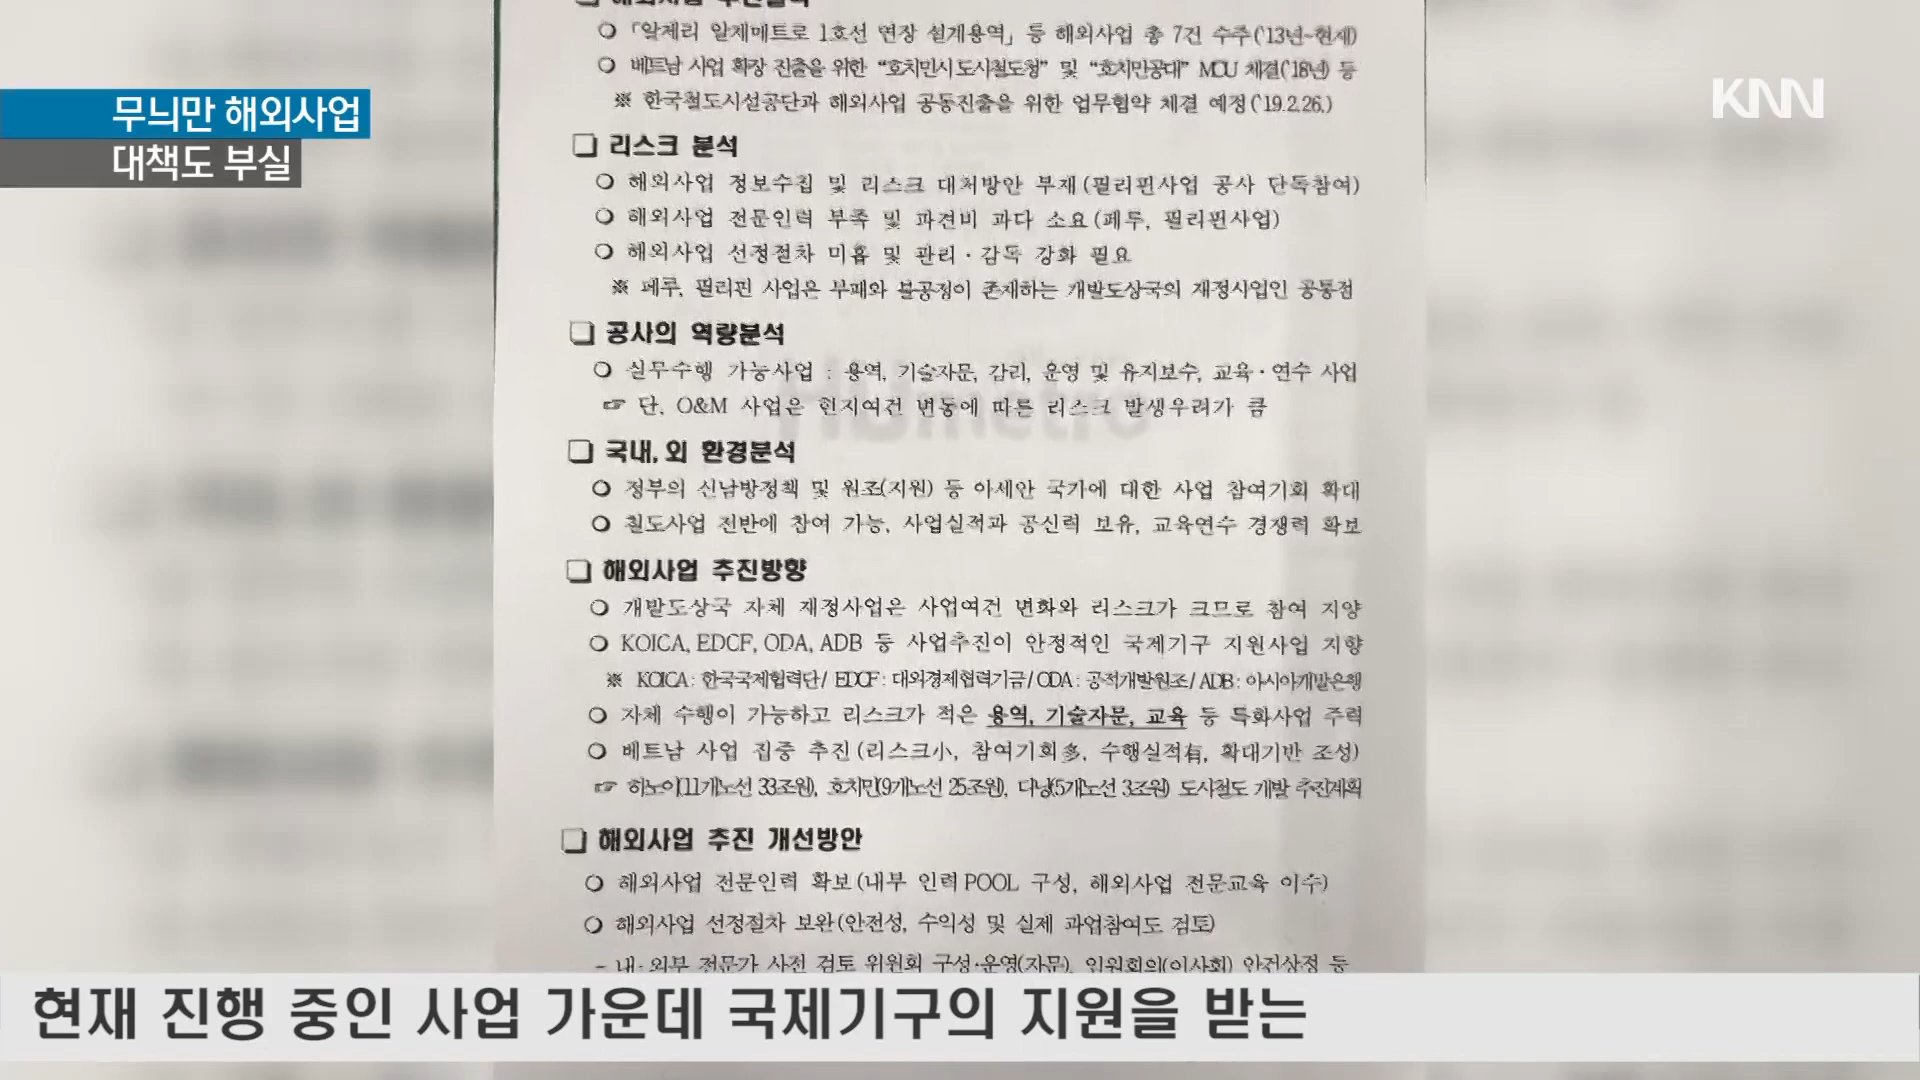 무늬만 해외사업
대책도 부실
KNN
○ 「알제리 알제메트로 1호선 연장 설계용역」 등 해외사업 총 7건 수주('13년~현재)
○ 베트남 사업 확장 진출을 위한 “호치민시 도시철도청” 및 “호치만공대” MOU 체결('18년) 등
※ 한국철도시설공단과 해외사업 공동진출을 위한 업무협약 체결 예정('19.2.26.)
❏ 리스크 분석
○ 해외사업 정보수집 및 리스크 대처방안 부재(필리핀사업 공사 단독참여)
○ 해외사업 전문인력 부족 및 파견비 과다 소요(페루, 필리핀사업)
○ 해외사업 선정절차 미흡 및 관리·감독 강화 필요
※ 페루, 필리핀 사업은 부패와 불공정이 존재하는 개발도상국의 재정사업인 공통점
❏ 공사의 역량분석
○ 실무수행 가능사업 : 용역, 기술자문, 감리, 운영 및 유지보수, 교육·연수 사업
☞ 단, O&M 사업은 현지여건 변동에 따른 리스크 발생우려가 큼
❏ 국내, 외 환경분석
○ 정부의 신남방정책 및 원조(지원) 등 아세안 국가에 대한 사업 참여기회 확대
○ 철도사업 전반에 참여 가능, 사업실적과 공신력 보유, 교육연수 경쟁력 확보
❏ 해외사업 추진방향
○ 개발도상국 자체 재정사업은 사업여건 변화와 리스크가 크므로 참여 지양
○ KOICA, EDCF, ODA, ADB 등 사업추진이 안정적인 국제기구 지원사업 지향
※ KOICA : 한국국제협력단/ EDCF : 대외경제협력기금/ ODA : 공적개발원조/ ADB : 아시아개발은행
○ 자체 수행이 가능하고 리스크가 적은 용역, 기술자문, 교육 등 특화사업 주력
○ 베트남 사업 집중 추진(리스크小, 참여기회多, 수행실적有, 확대기반 조성)
☞ 하노이(11개노선 33조원), 호치민(9개노선 25조원), 다낭(5개노선 3조원) 도시철도 개발 추진계획
❏ 해외사업 추진 개선방안
○ 해외사업 전문인력 확보(내부 인력 POOL 구성, 해외사업 전문교육 이수)
○ 해외사업 선정절차 보완(안전성, 수익성 및 실제 과업참여도 검토)
- 내·외부 전문가 사전 검토 위원회 구성·운영(자문), 임원회의(이사회) 안건상정 등
현재 진행 중인 사업 가운데 국제기구의 지원을 받는